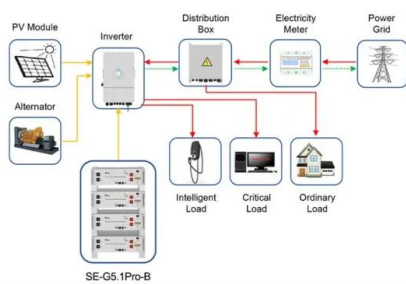 PV Module
Inverter
Distribution
Box
Electricity
Meter
Power
Grid
Alternator
Intelligent
Load
Critical
Load
Ordinary
Load
SE-G5.1Pro-B